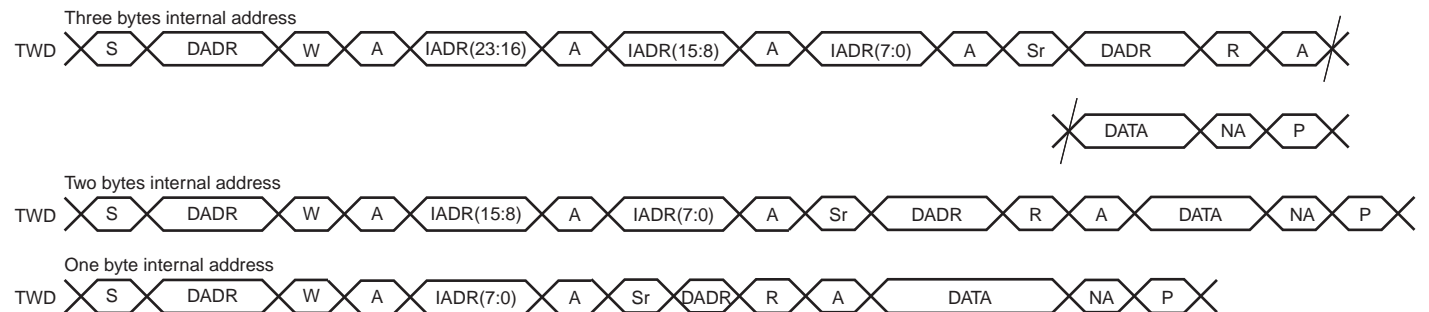 Three bytes internal address
TWD S DADR W A IADR(23:16) A IADR(15:8) A IADR(7:0) A Sr DADR R A
DATA NA P
Two bytes internal address
TWD S DADR W A IADR(15:8) A IADR(7:0) A Sr DADR R A DATA NA P
One byte internal address
TWD S DADR W A IADR(7:0) A Sr DADR R A DATA NA P